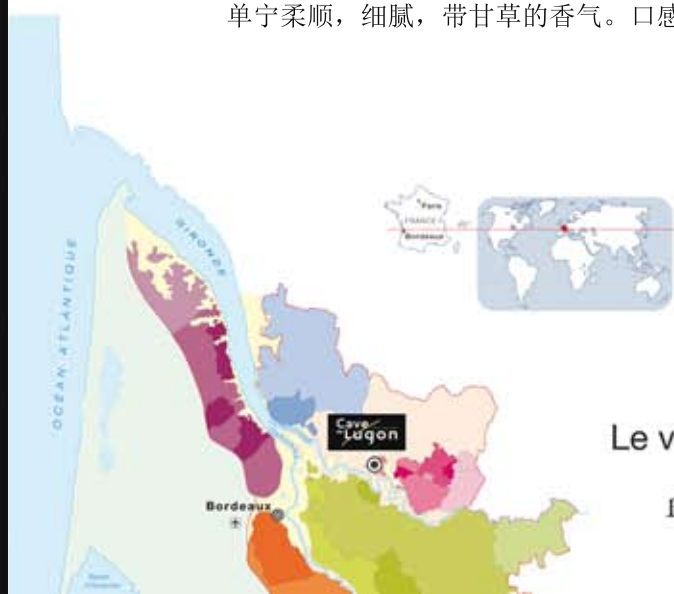 单宁柔顺，细腻，带甘草的香气。口感
GIRONDE
Paris
FRANCE
Bordeaux
OCÉAN ATLANTIQUE
Cave
de Lugon
Le v
Bordeaux